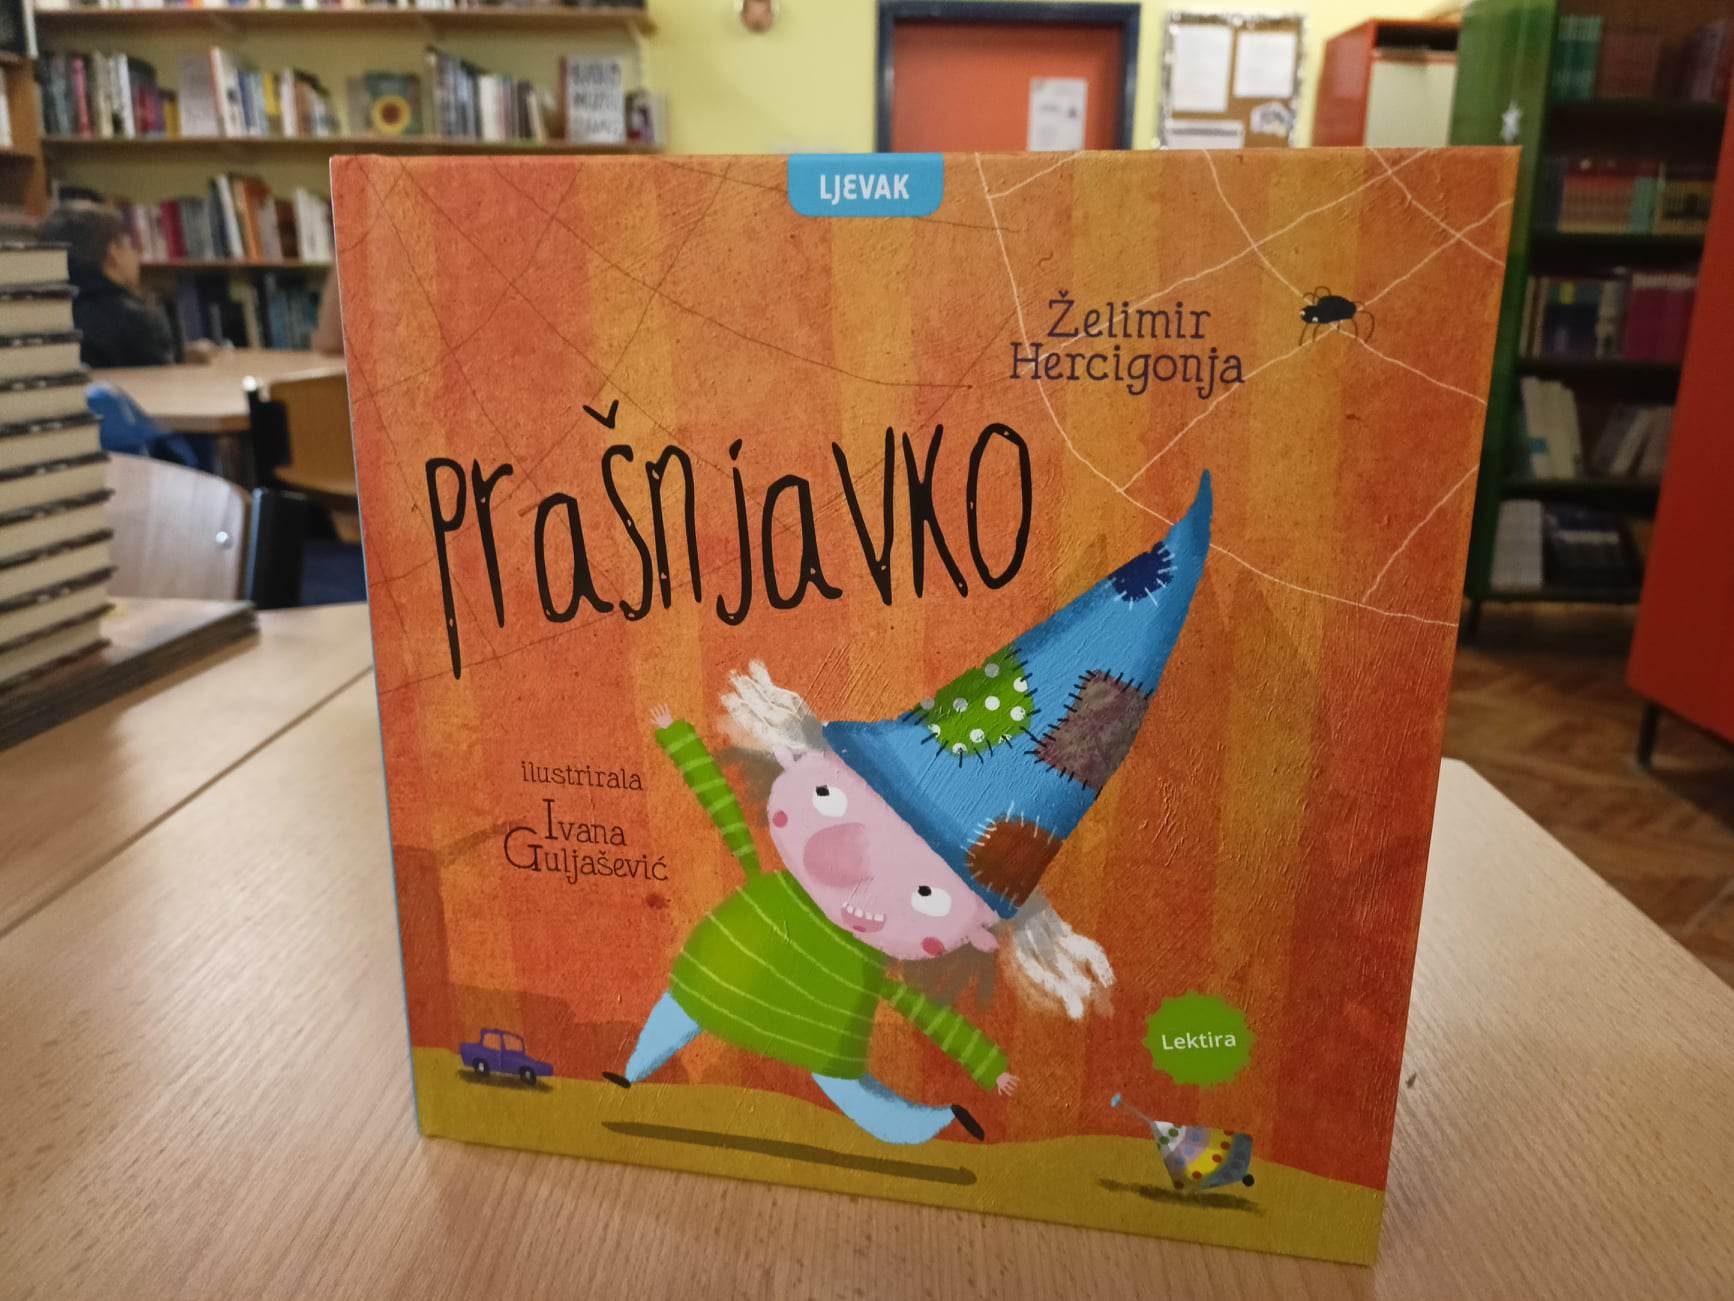 LJEVAK
Želimir
Hercigonja
prašnjavko
ilustrirala
Ivana
Guljašević
Lektira